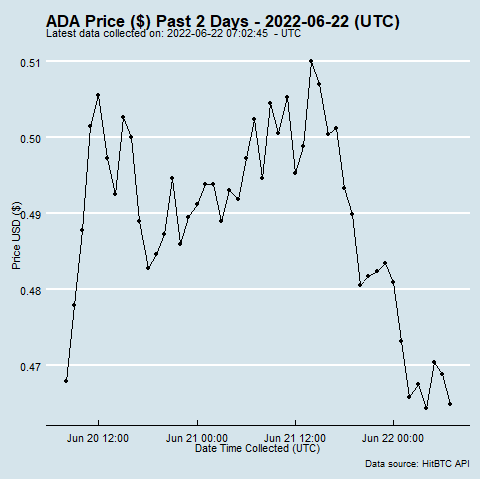 ADA Price ($) Past 2 Days - 2022-06-22 (UTC)
Latest data collected on: 2022-06-22 07:02:45 - UTC
0.51
0.50
0.49
0.48
0.47
Price USD ($)
Jun 20 12:00 Jun 21 00:00 Jun 21 12:00 Jun 22 00:00
Date Time Collected (UTC)
Data source: HitBTC API